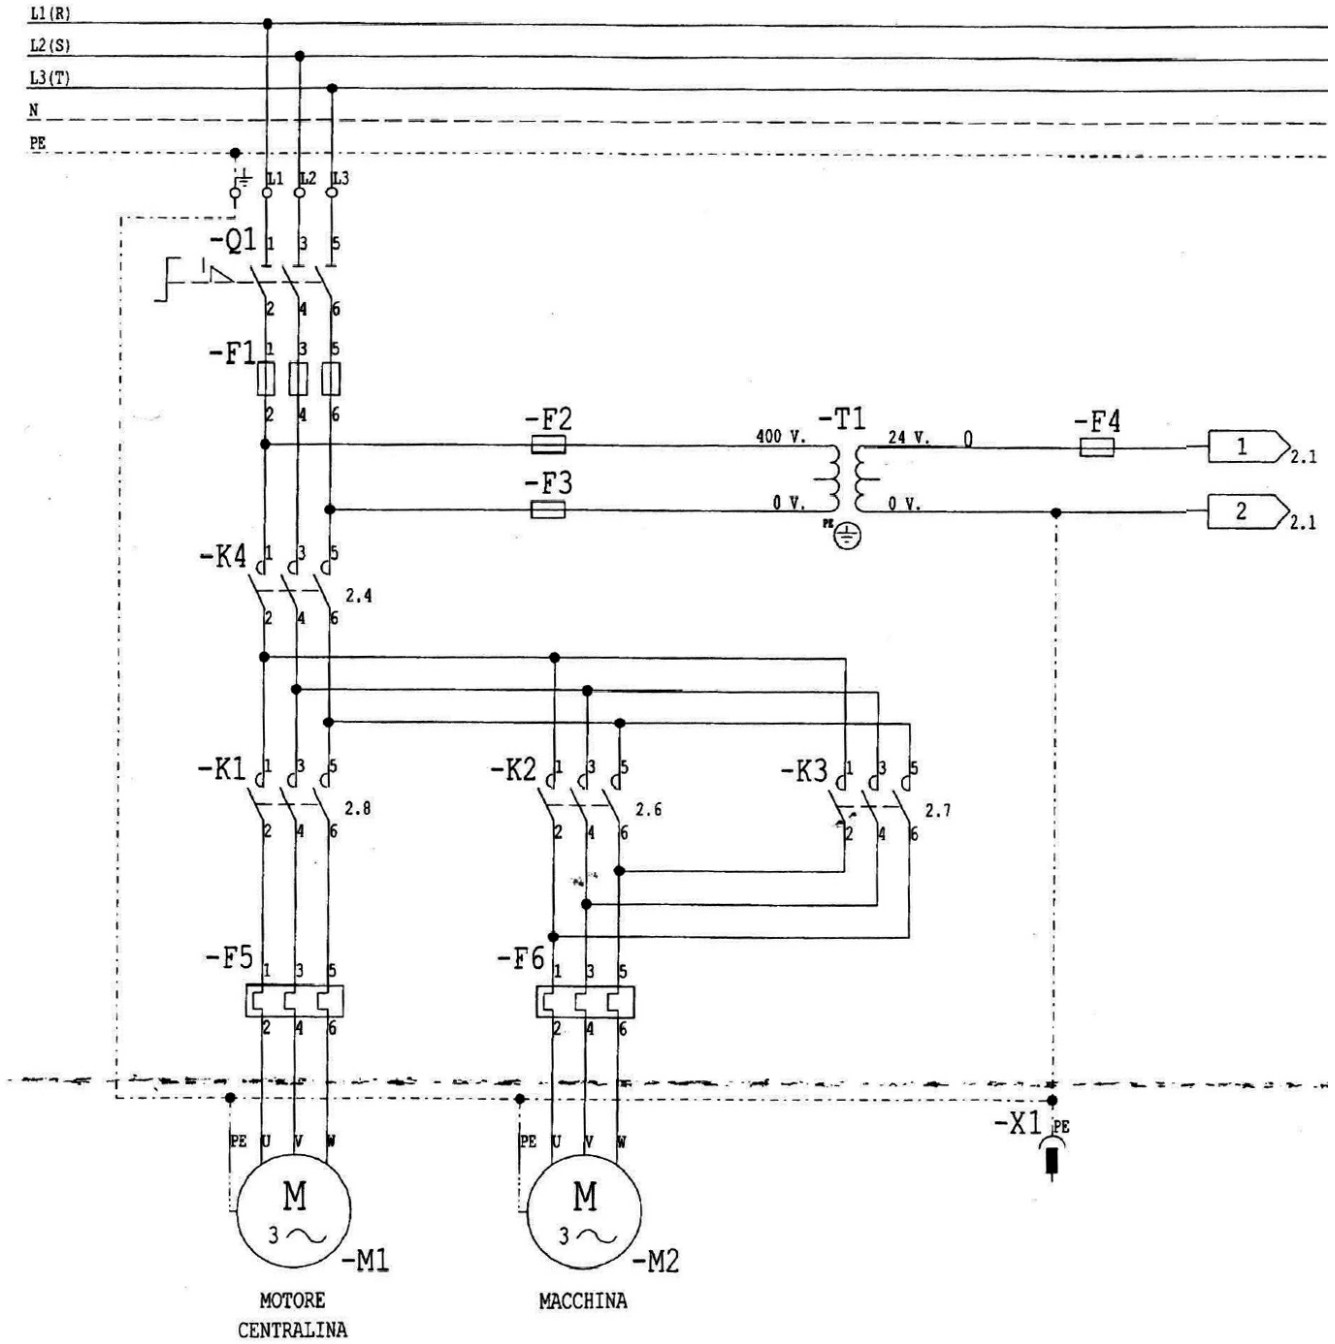 L1(R)
L2(S)
L3(T)
N
PE
L1 L2 L3
-Q1 1 3 5
2 4 6
-F1 1 3 5
2 4 6
-F2 400 V. -T1 24 V. 0 -F4 1 2.1
-F3 0 V. PE 0 V. 2 2.1
-K4 1 3 5
2 4 6 2.4
-K1 1 3 5 -K2 1 3 5 -K3 1 3 5
2 4 6 2.8 2 4 6 2.6 2 4 6 2.7
-F5 1 3 5 -F6 1 3 5
2 4 6 2 4 6
-X1 PE
PE U V W PE U V W
M M
3 3
-M1 -M2
MOTORE MACCHINA
CENTRALINA